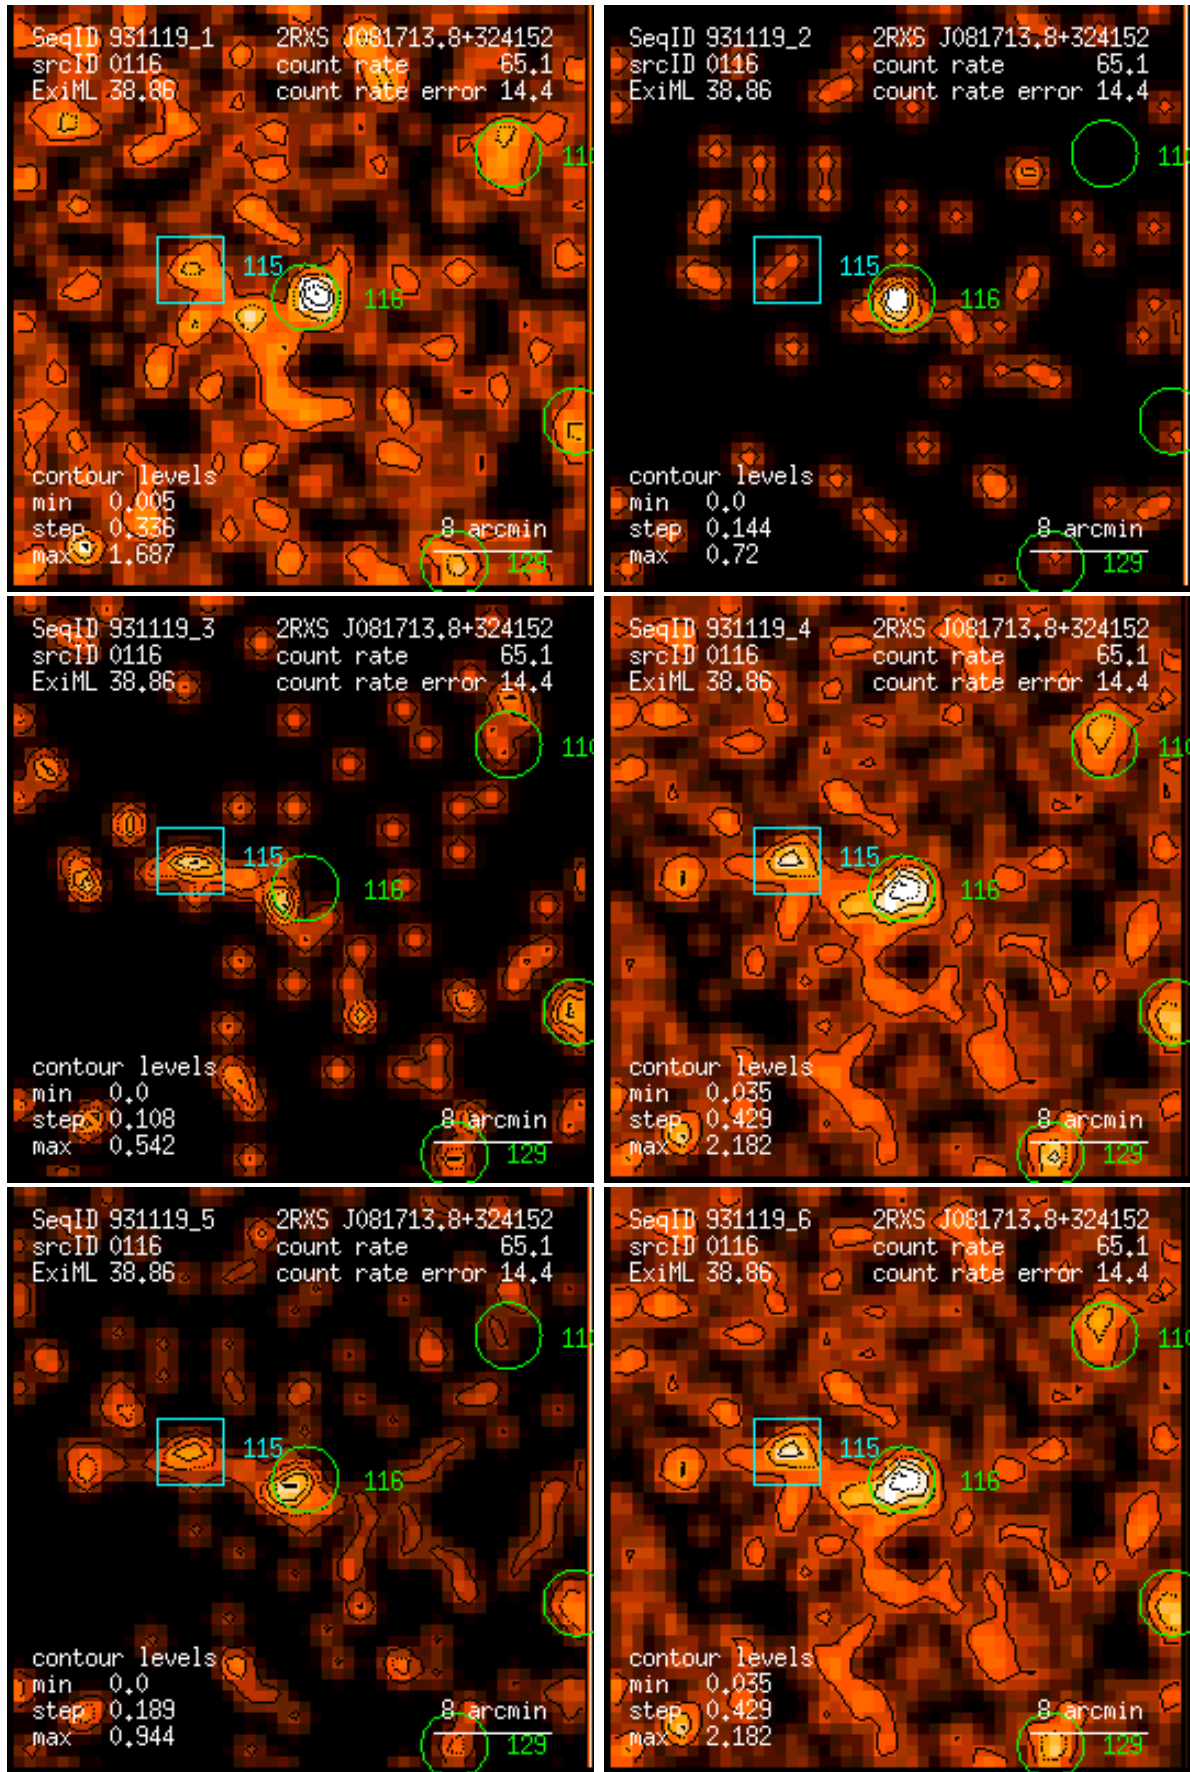 SeqID 931119_1 2RXS J081713.8+324152
srcID 0116 count rate 65.1
ExiML 38.86 count rate error 14.4
110
115
116
contour levels
min 0.005
step 0.336 8 arcmin
max 1.687 129
SeqID 931119_2 2RXS J081713.8+324152
srcID 0116 count rate 65.1
ExiML 38.86 count rate error 14.4
110
115
116
contour levels
min 0.0
step 0.144 8 arcmin
max 0.72 129
SeqID 931119_3 2RXS J081713.8+324152
srcID 0116 count rate 65.1
ExiML 38.86 count rate error 14.4
110
115
116
contour levels
min 0.0
step 0.108 8 arcmin
max 0.542 129
SeqID 931119_4 2RXS J081713.8+324152
srcID 0116 count rate 65.1
ExiML 38.86 count rate error 14.4
110
115
116
contour levels
min 0.035
step 0.429 8 arcmin
max 2.182 129
SeqID 931119_5 2RXS J081713.8+324152
srcID 0116 count rate 65.1
ExiML 38.86 count rate error 14.4
110
115
116
contour levels
min 0.0
step 0.189 8 arcmin
max 0.944 129
SeqID 931119_6 2RXS J081713.8+324152
srcID 0116 count rate 65.1
ExiML 38.86 count rate error 14.4
110
115
116
contour levels
min 0.035
step 0.429 8 arcmin
max 2.182 129